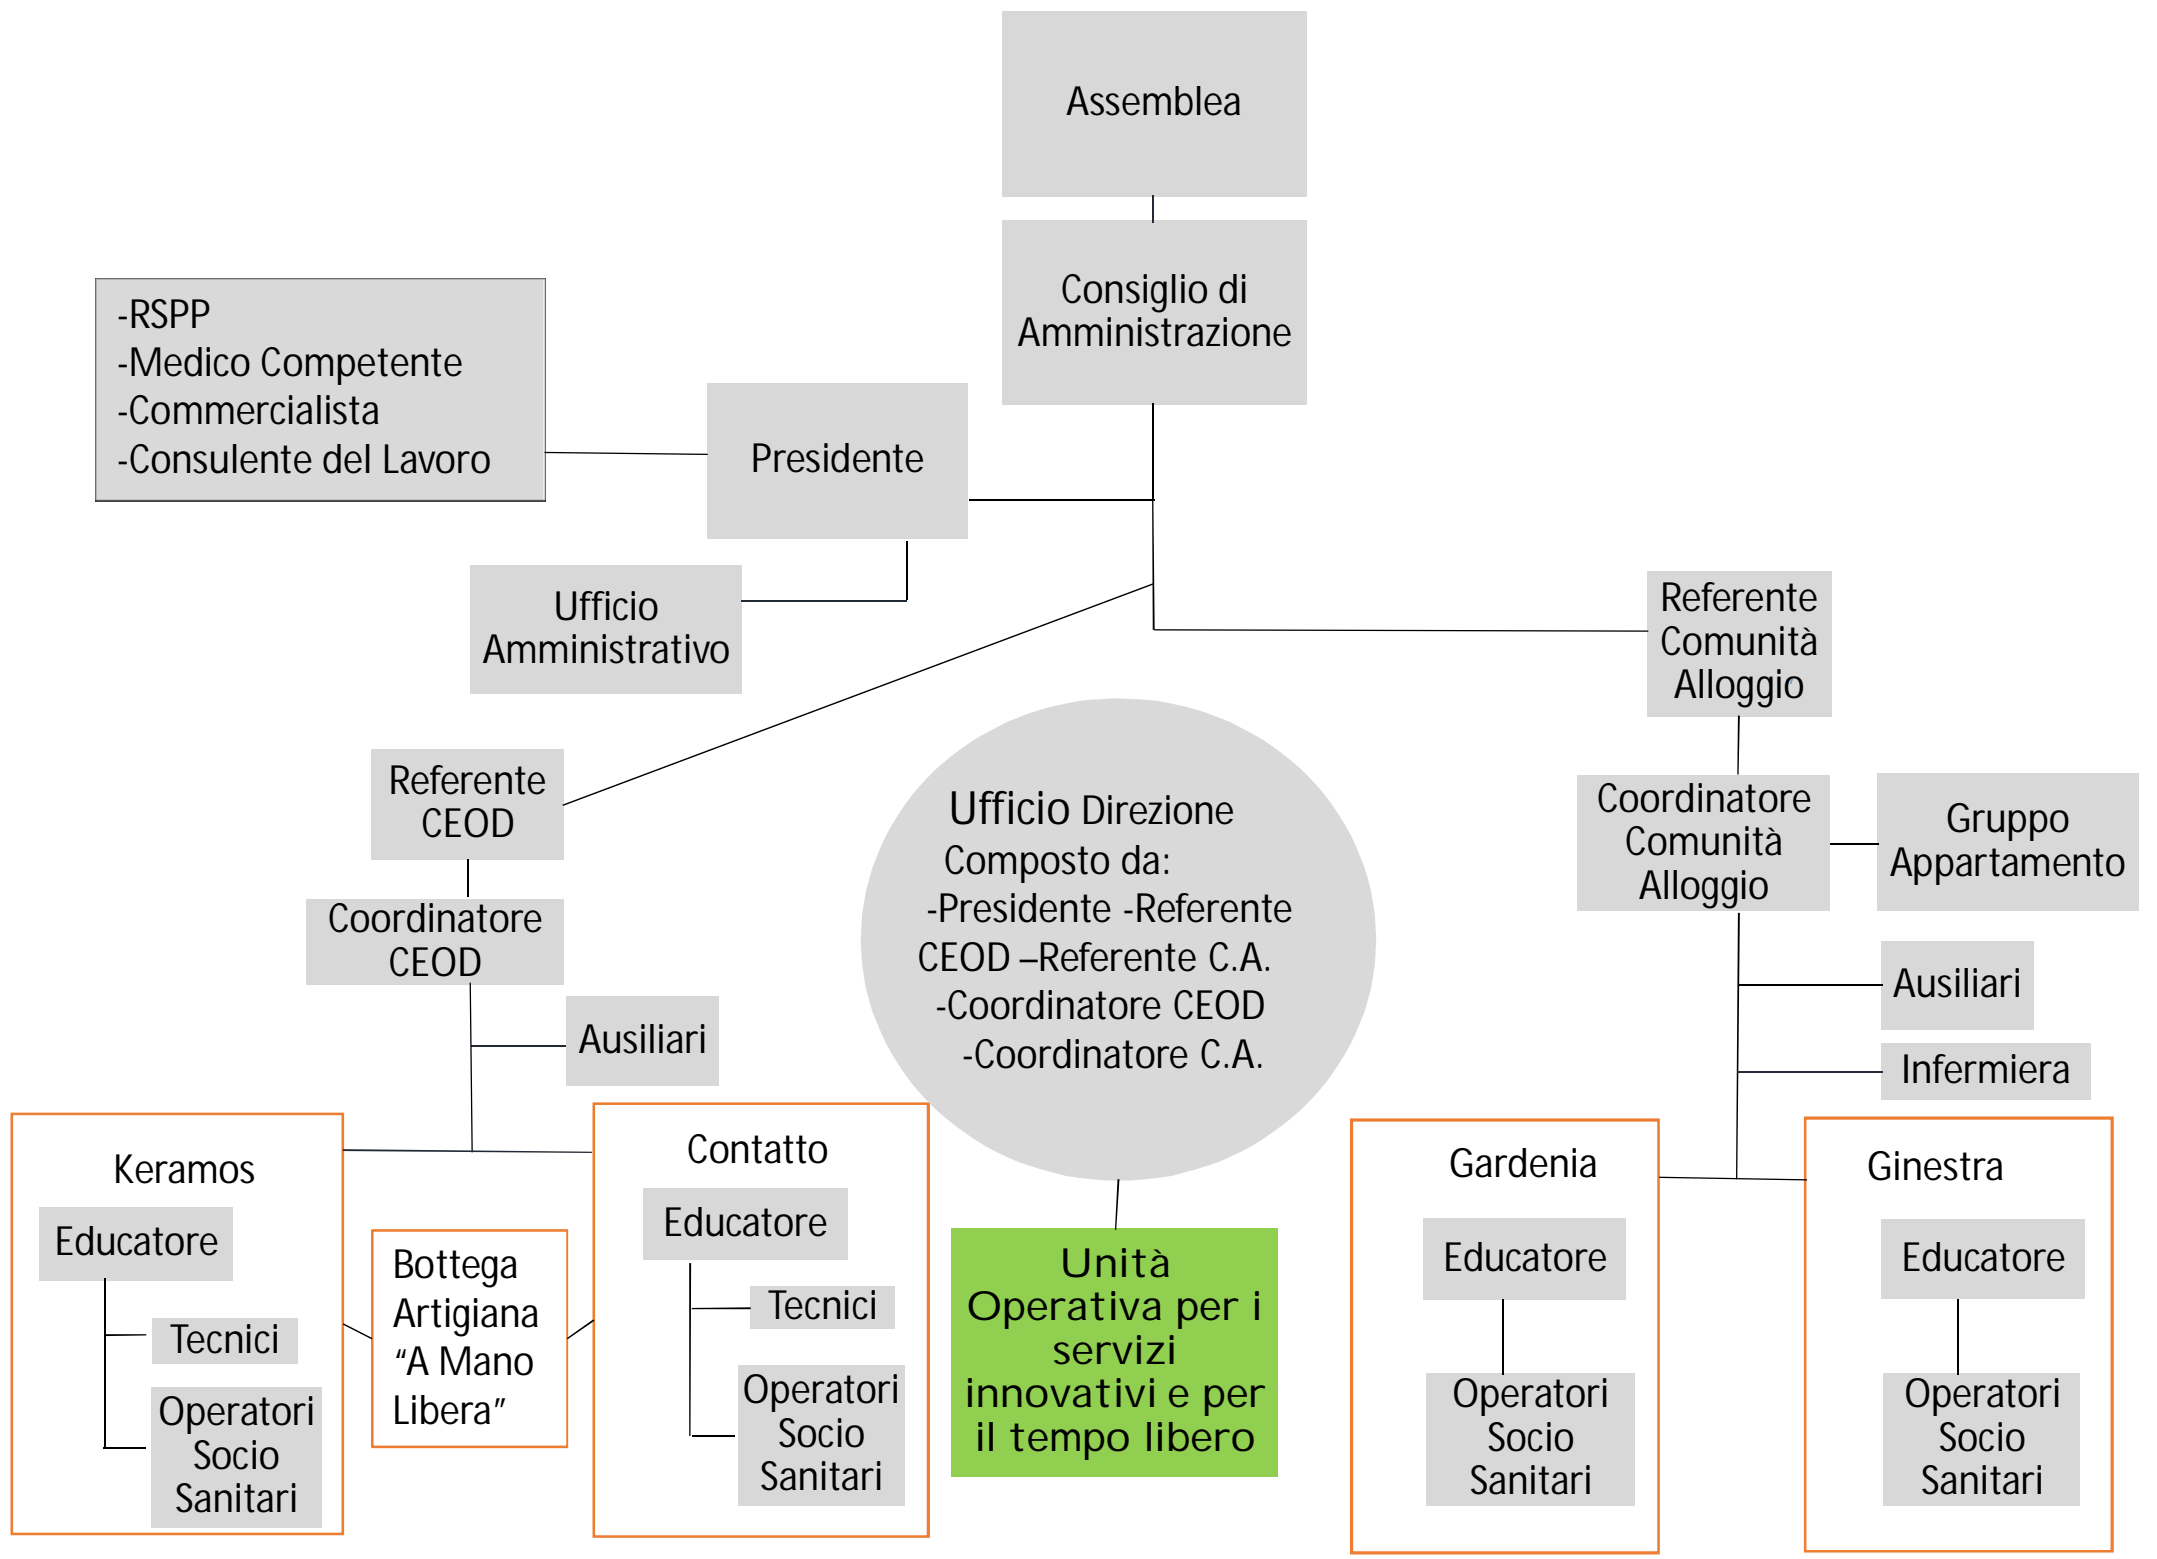 Assemblea
Consiglio di
Amministrazione
-RSPP
-Medico Competente
-Commercialista
-Consulente del Lavoro
Presidente
Ufficio
Amministrativo
Referente
Comunità
Alloggio
Referente
CEOD
Coordinatore
CEOD
Ausiliari
Ufficio Direzione
Composto da:
-Presidente -Referente
CEOD –Referente C.A.
-Coordinatore CEOD
-Coordinatore C.A.
Coordinatore
Comunità
Alloggio
Gruppo
Appartamento
Ausiliari
Infermiera
Keramos
Educatore
Tecnici
Operatori
Socio
Sanitari
Bottega
Artigiana
“A Mano
Libera”
Contatto
Educatore
Tecnici
Operatori
Socio
Sanitari
Unità
Operativa per i
servizi
innovativi e per
il tempo libero
Gardenia
Educatore
Operatori
Socio
Sanitari
Ginestra
Educatore
Operatori
Socio
Sanitari